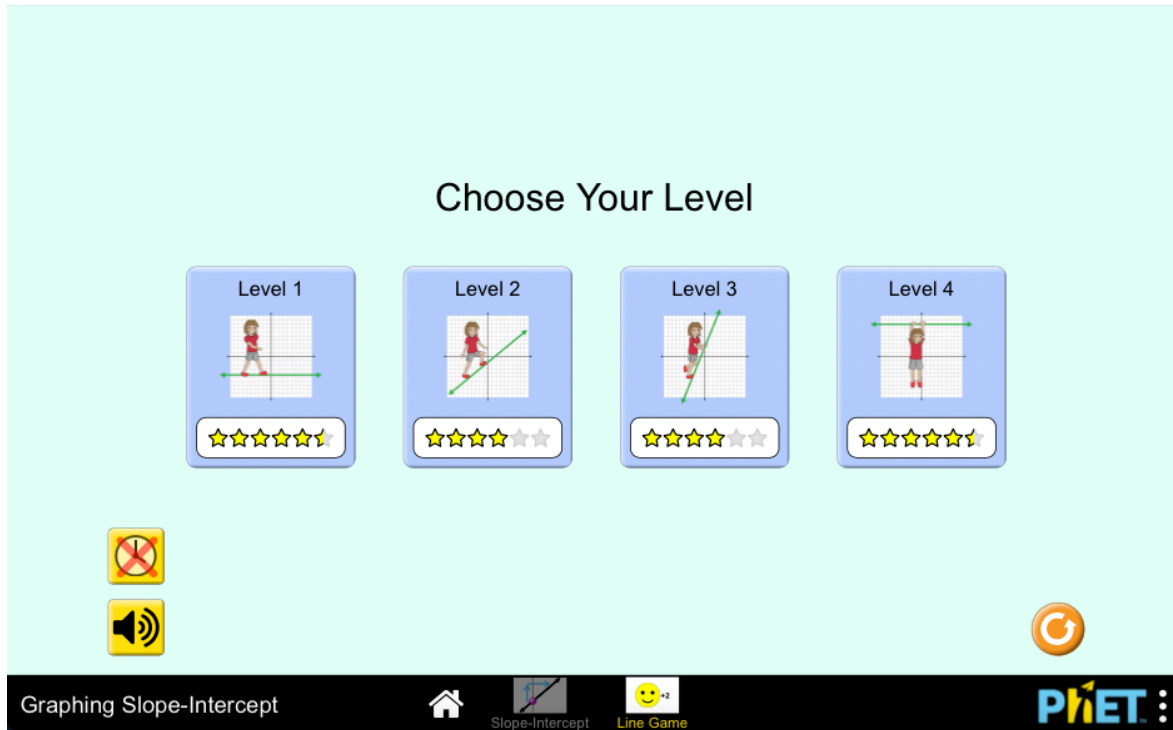 Choose Your Level
Level 1
Level 2
Level 3
Level 4
Graphing Slope-Intercept
Slope-Intercept
+2
Line Game
PhET